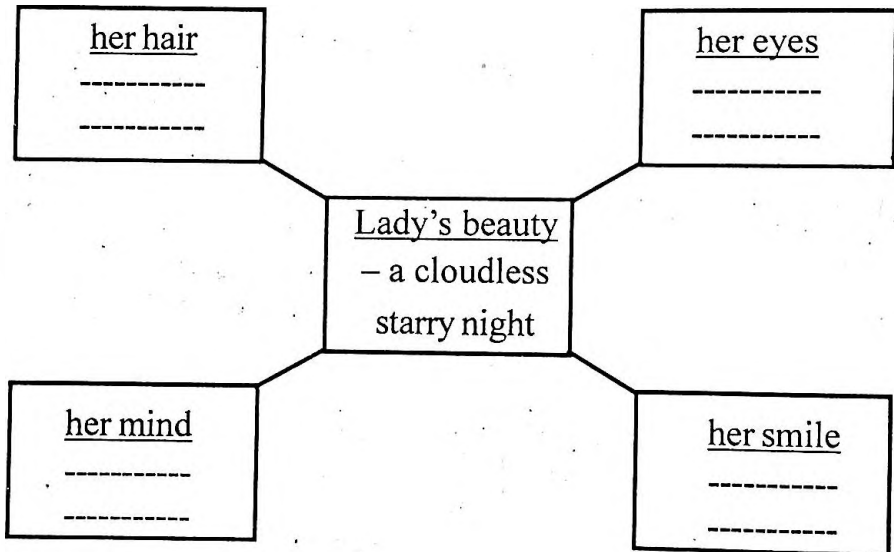 her hair
-----------
-----------
her eyes
-----------
-----------
Lady's beauty
– a cloudless
starry night
her mind
-----------
-----------
her smile
-----------
-----------